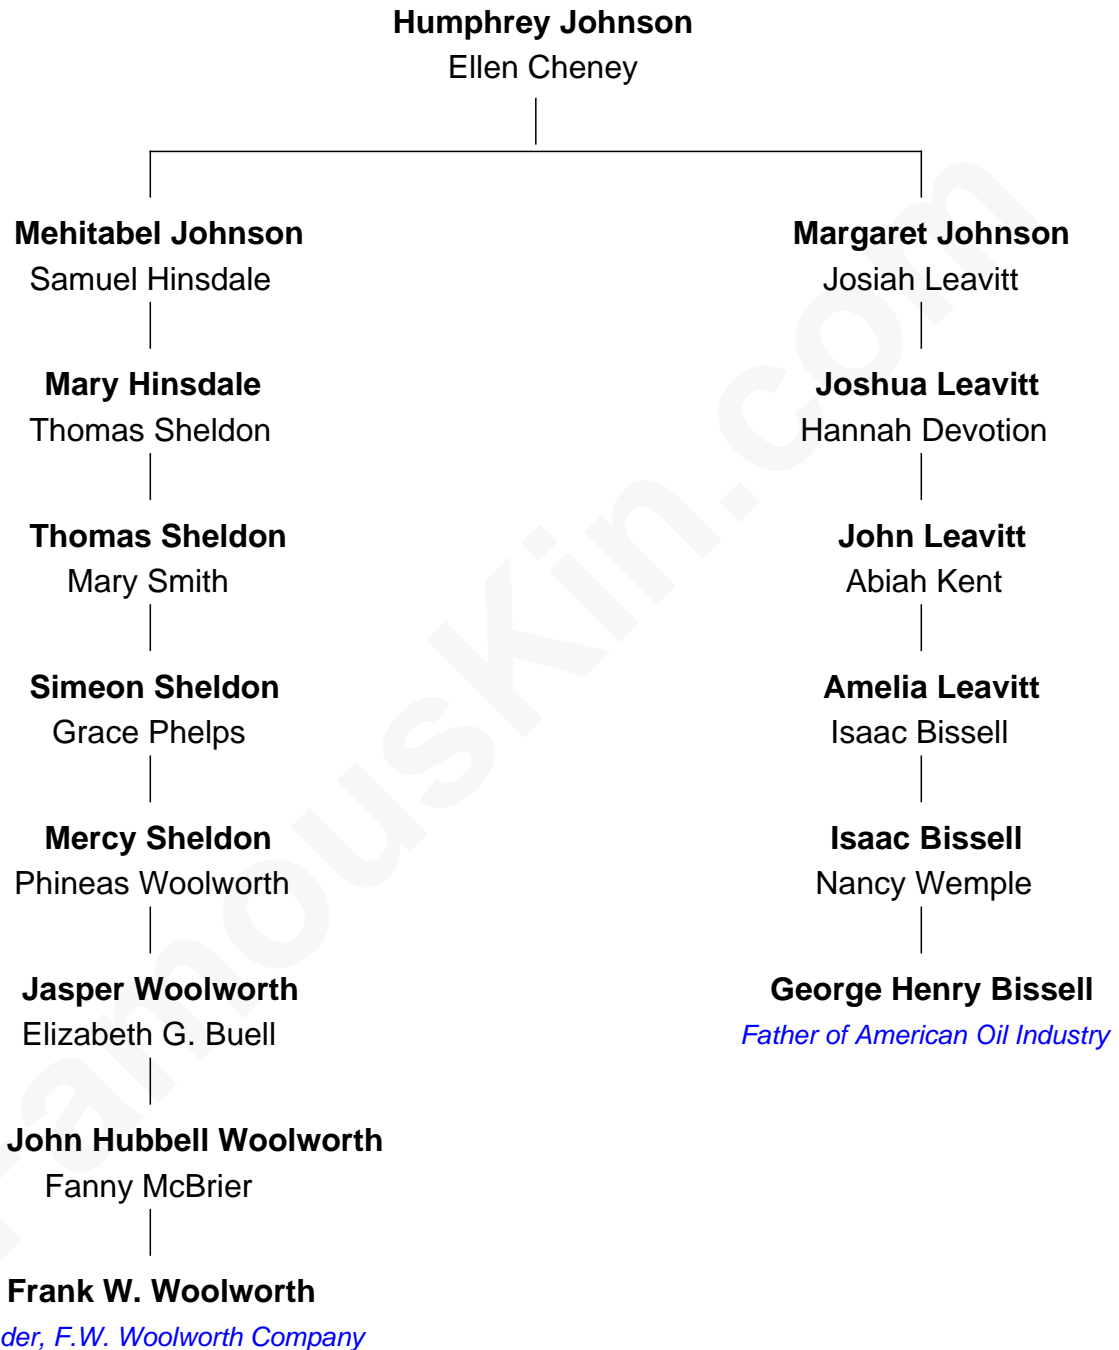 Humphrey Johnson
Ellen Cheney
Mehitabel Johnson
Samuel Hinsdale
Margaret Johnson
Josiah Leavitt
Mary Hinsdale
Thomas Sheldon
Joshua Leavitt
Hannah Devotion
Thomas Sheldon
Mary Smith
John Leavitt
Abiah Kent
Simeon Sheldon
Grace Phelps
Amelia Leavitt
Isaac Bissell
Mercy Sheldon
Phineas Woolworth
Isaac Bissell
Nancy Wemple
Jasper Woolworth
Elizabeth G. Buell
George Henry Bissell
Father of American Oil Industry
John Hubbell Woolworth
Fanny McBrier
Frank W. Woolworth
der, F.W. Woolworth Company
FamousKin.com